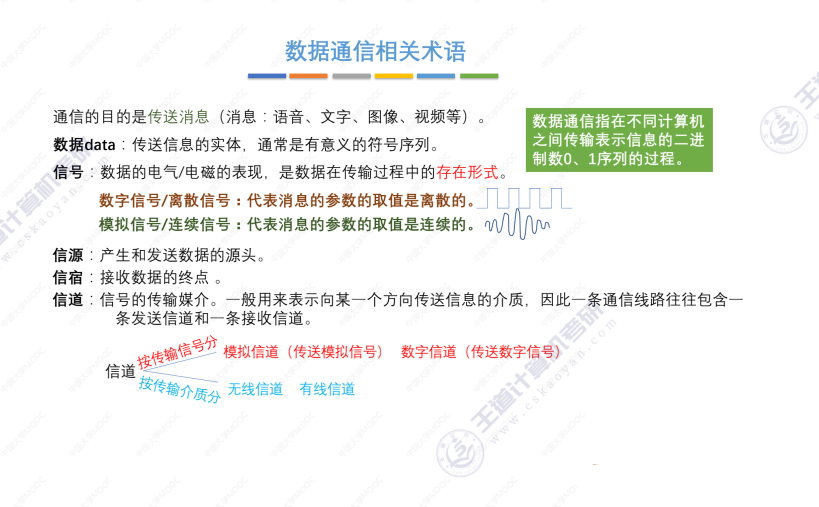 数据通信相关术语
通信的目的是传送消息（消息：语音、文字、图像、视频等）。
数据data：传送信息的实体，通常是有意义的符号序列。
信号：数据的电气/电磁的表现，是数据在传输过程中的存在形式。
数字信号/离散信号：代表消息的参数的取值是离散的。
模拟信号/连续信号：代表消息的参数的取值是连续的。
数据通信指在不同计算机
之间传输表示信息的二进
制数0、1序列的过程。
信源：产生和发送数据的源头。
信宿：接收数据的终点 。
信道：信号的传输媒介。一般用来表示向某一个方向传送信息的介质，因此一条通信线路往往包含一
条发送信道和一条接收信道。
按传输信号分
模拟信道（传送模拟信号） 数字信道（传送数字信号）
信道
按传输介质分
无线信道 有线信道
王道计算机考研
www.cskaoyan.com